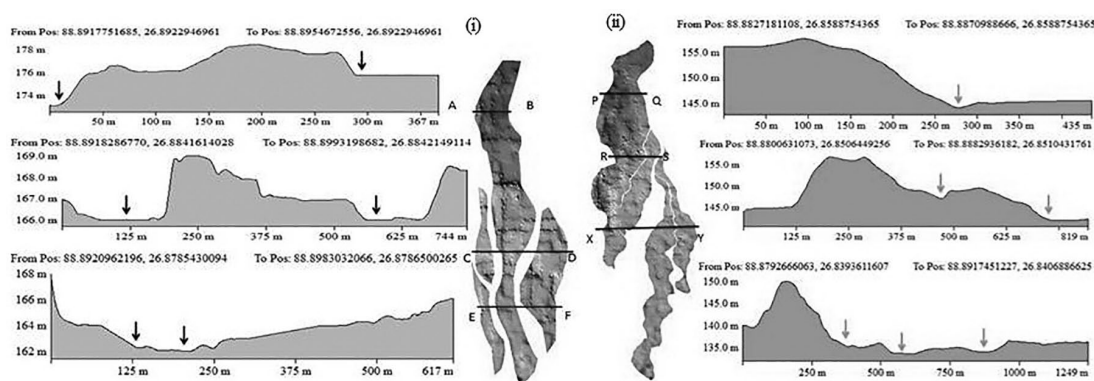 (i)
From Pos: 88.8917751685, 26.8922946961 To Pos: 88.8954672556, 26.8922946961
178 m
176 m
174 m
50 m 100 m 150 m 200 m 250 m 300 m 367 m
From Pos: 88.8918286770, 26.8841614028 To Pos: 88.8993198682, 26.8842149114
169.0 m
167.0 m
166.0 m
125 m 250 m 375 m 500 m 625 m 744 m
From Pos: 88.8920962196, 26.8785430094 To Pos: 88.8983032066, 26.8786500265
168 m
166 m
164 m
162 m
125 m 250 m 375 m 500 m 617 m
A B
C D
E F
(ii)
P Q
R S
X Y
From Pos: 88.8827181108, 26.8588754365 To Pos: 88.8870988666, 26.8588754365
155.0 m
150.0 m
145.0 m
50 m 100 m 150 m 200 m 250 m 300 m 350 m 435 m
From Pos: 88.8800631073, 26.8506449256 To Pos: 88.8882936182, 26.8510431761
155.0 m
150.0 m
145.0 m
125 m 250 m 375 m 500 m 625 m 819 m
From Pos: 88.8792666063, 26.8393611607 To Pos: 88.8917451227, 26.8406886625
150.0 m
145.0 m
140.0 m
135.0 m
250 m 500 m 750 m 1000 m 1249 m